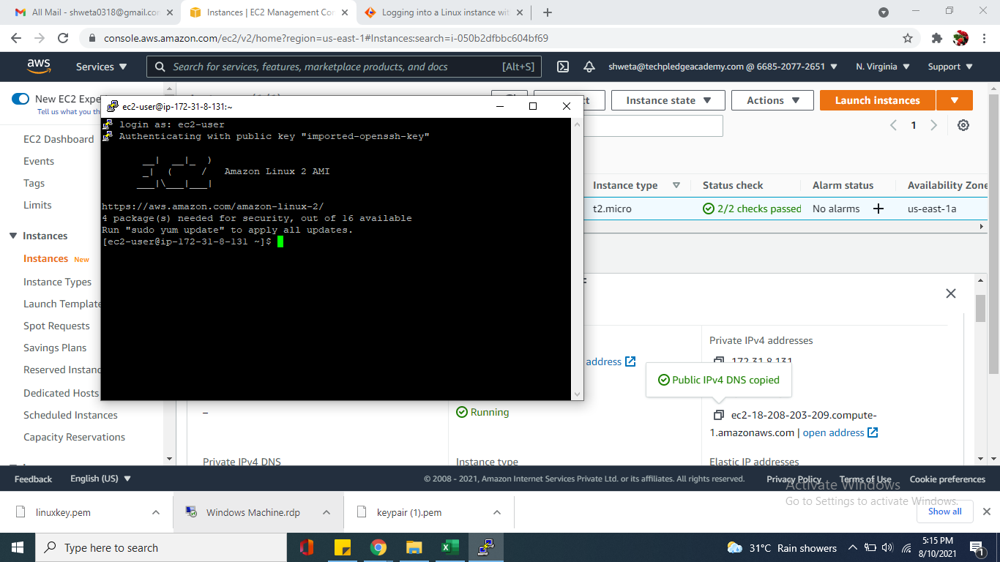 All Mail - shweta0318@gmail.com
Instances | EC2 Management Con
Logging into a Linux instance wit
console.aws.amazon.com/ec2/v2/home?region=us-east-1#Instances:search=i-050b2dfbbc604bf69
aws
Services
Search for services, features, marketplace products, and docs
[Alt+S]
shweta@techpledgeacademy.com @ 6685-2077-2651
N. Virginia
Support
New EC2 Expe
Tell us what you th
EC2 Dashboard
Events
Tags
Limits
Instances
Instances New
Instance Types
Launch Template
Spot Requests
Savings Plans
Reserved Instanc
Dedicated Hosts
Scheduled Instances
Capacity Reservations
ec2-user@ip-172-31-8-131:~
login as: ec2-user
Authenticating with public key "imported-openssh-key"
__|  __|_  )
_|  (     /   Amazon Linux 2 AMI
___|\___|___|
https://aws.amazon.com/amazon-linux-2/
4 package(s) needed for security, out of 16 available
Run "sudo yum update" to apply all updates.
[ec2-user@ip-172-31-8-131 ~]$
Instance state
Actions
Launch instances
1
Instance type
Status check
Alarm status
Availability Zone
t2.micro
2/2 checks passed
No alarms +
us-east-1a
Private IPv4 addresses
address
172.31.8.131
Public IPv4 DNS copied
–
Running
ec2-18-208-203-209.compute-
1.amazonaws.com | open address
Private IPv4 DNS
Instance type
Elastic IP addresses
Feedback
English (US)
© 2008 - 2021, Amazon Internet Services Private Ltd. or its affiliates. All rights reserved.
Privacy Policy
Terms of Use
Cookie preferences
Activate Windows
Go to Settings to activate Windows.
linuxkey.pem
Windows Machine.rdp
keypair (1).pem
Show all
Type here to search
31°C Rain showers
5:15 PM
8/10/2021
1